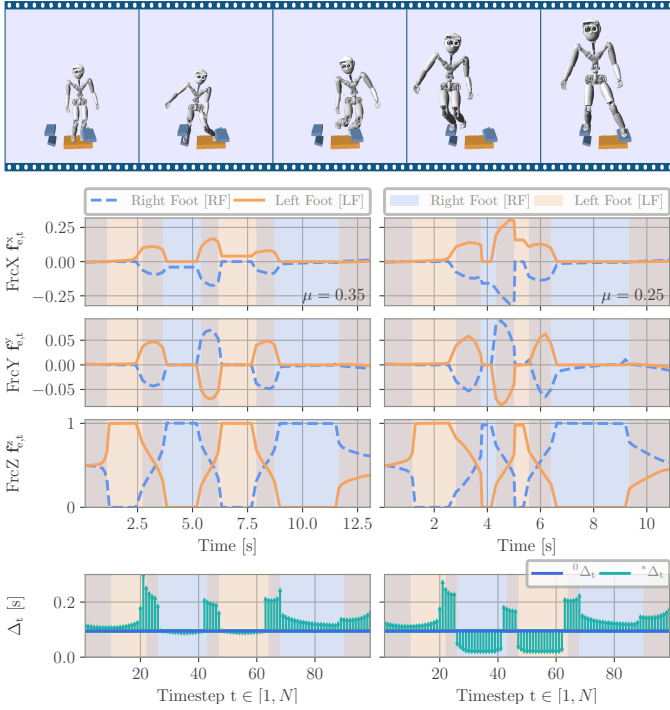 Right Foot [RF] Left Foot [LF] Right Foot [RF] Left Foot [LF]
FrcX f^x_e,t
0.25
0.00
−0.25
μ = 0.35 μ = 0.25
FrcY f^y_e,t
0.05
0.00
−0.05
FrcZ f^z_e,t
1
0
2.5 5.0 7.5 10.0 12.5 2 4 6 8 10
Time [s] Time [s]
⁰Δ_t *Δ_t
Δ_t [s]
0.2
0.0
20 40 60 80 20 40 60 80
Timestep t ∈ [1, N] Timestep t ∈ [1, N]